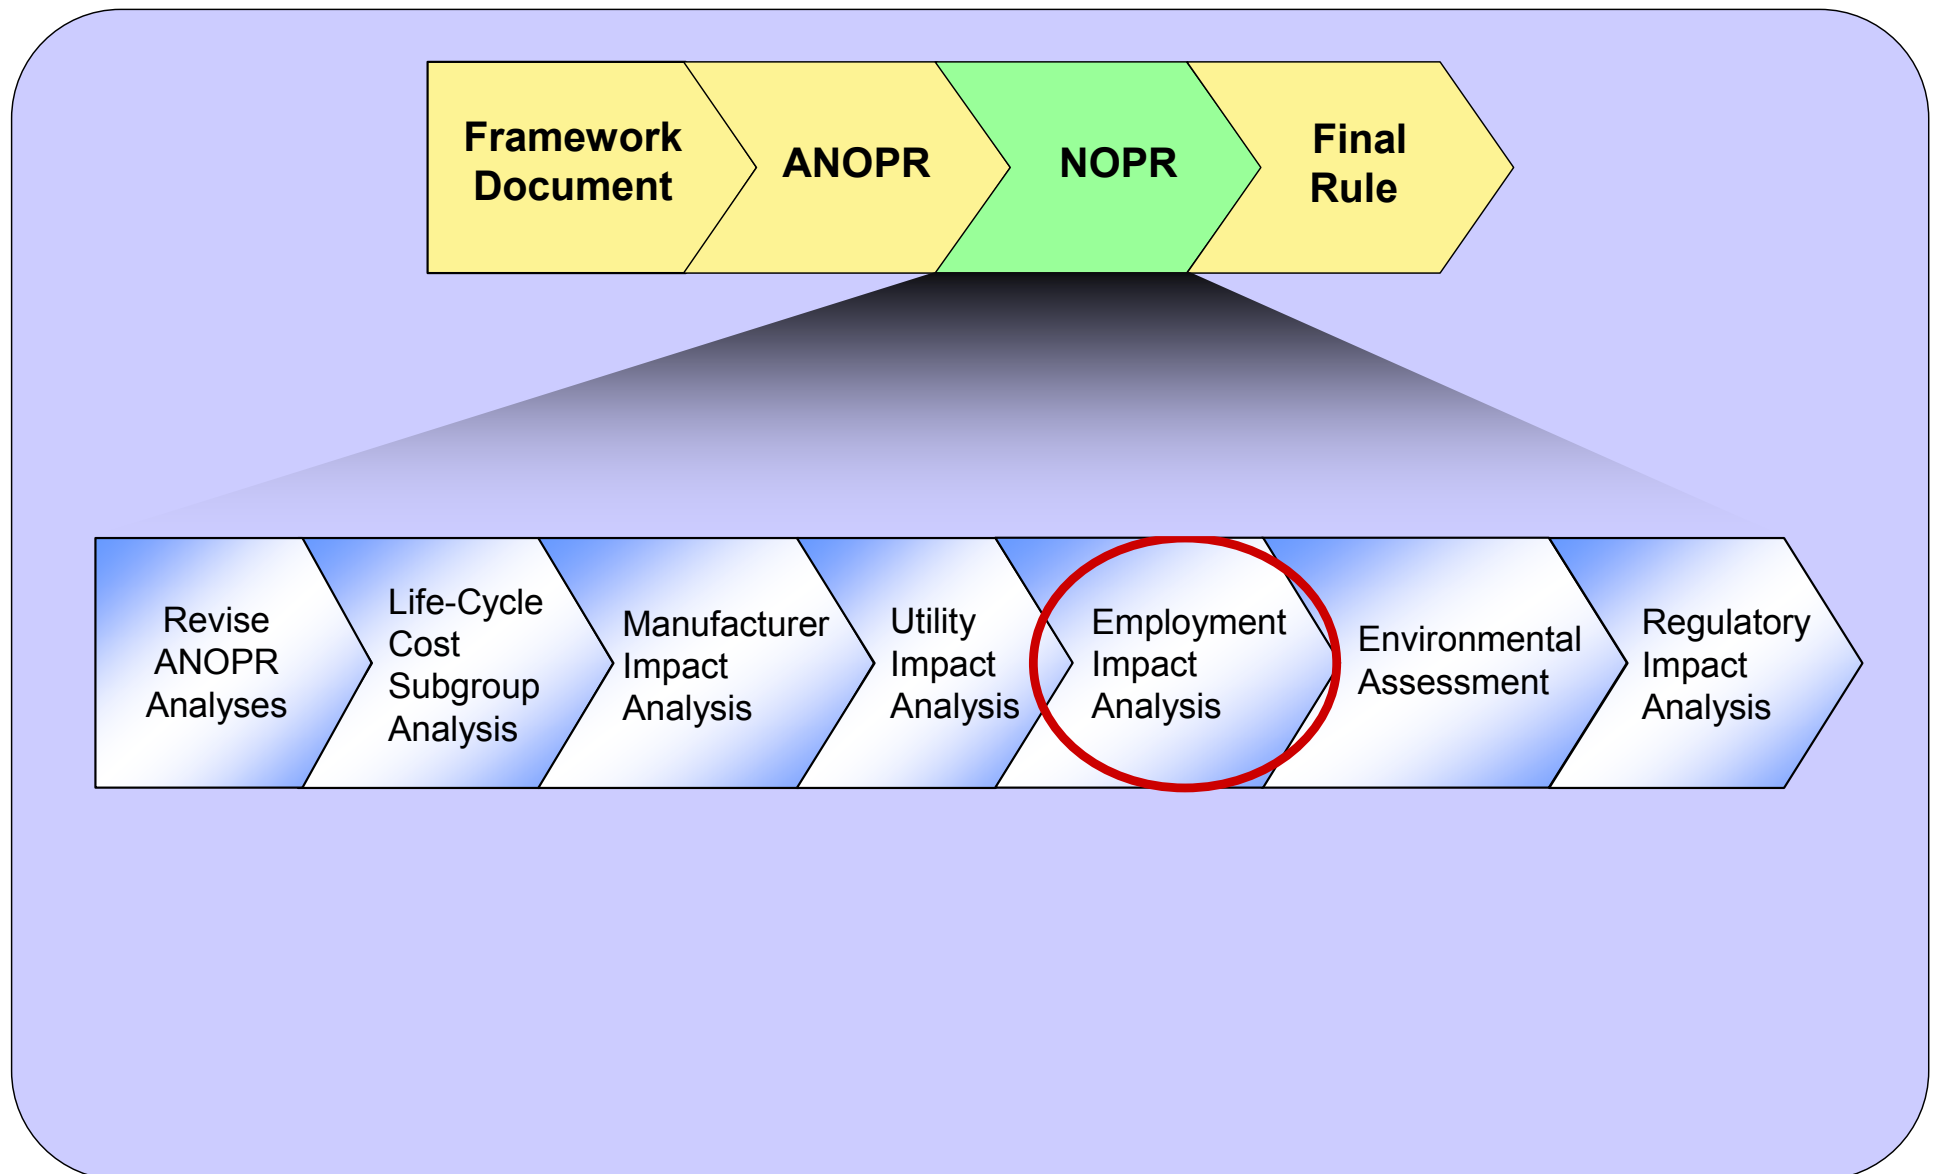 Framework
Document
ANOPR
NOPR
Final
Rule
Revise
ANOPR
Analyses
Life-Cycle
Cost
Subgroup
Analysis
Manufacturer
Impact
Analysis
Utility
Impact
Analysis
Employment
Impact
Analysis
Environmental
Assessment
Regulatory
Impact
Analysis